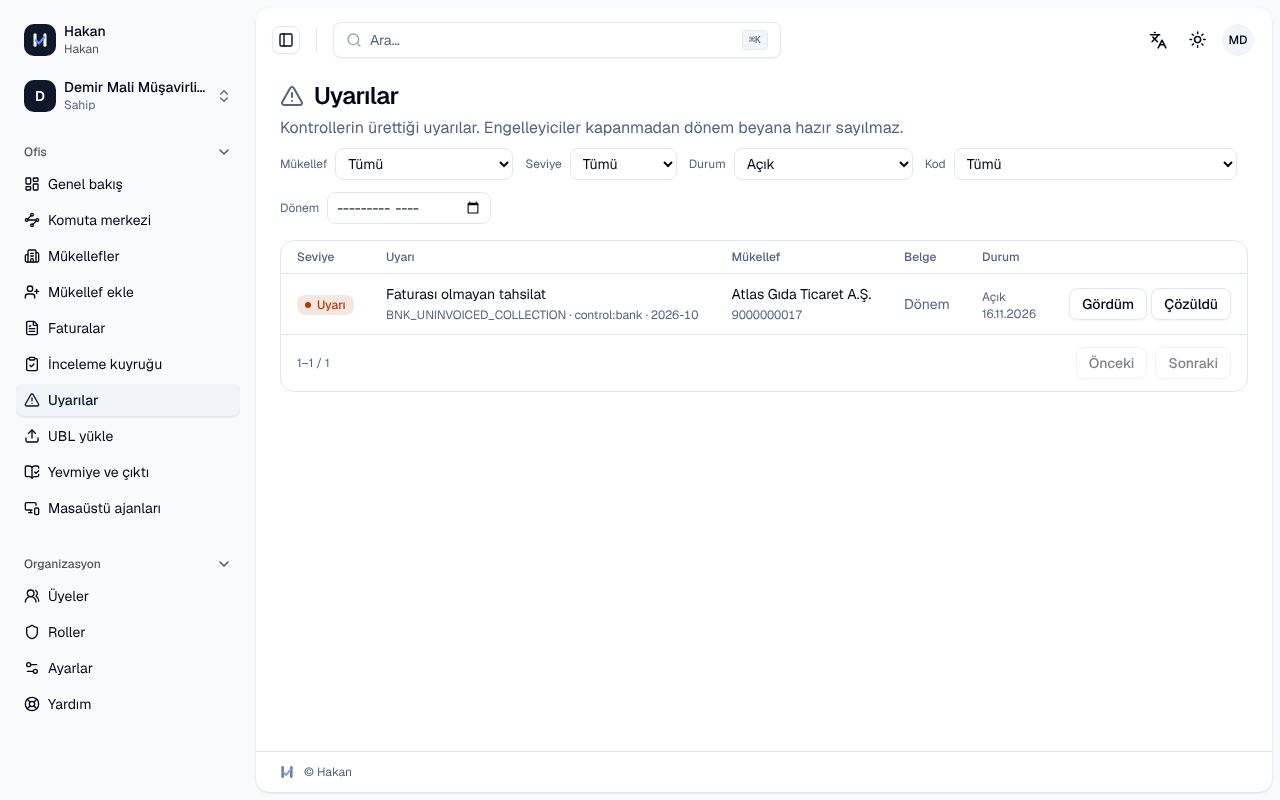 Hakan
Hakan
D
Demir Mali Müşavirli...
Sahip
Ofis
Genel bakış
Komuta merkezi
Mükellefler
Mükellef ekle
Faturalar
İnceleme kuyruğu
Uyarılar
UBL yükle
Yevmiye ve çıktı
Masaüstü ajanları
Organizasyon
Üyeler
Roller
Ayarlar
Yardım
Ara... ⌘K
MD
Uyarılar
Kontrollerin ürettiği uyarılar. Engelleyiciler kapanmadan dönem beyana hazır sayılmaz.
Mükellef Tümü Seviye Tümü Durum Açık Kod Tümü
Dönem --------- ----
Seviye Uyarı Mükellef Belge Durum
Uyarı Faturası olmayan tahsilat Atlas Gıda Ticaret A.Ş. Dönem Açık Gördüm Çözüldü
BNK_UNINVOICED_COLLECTION · control:bank · 2026-10 9000000017 16.11.2026
1–1 / 1 Önceki Sonraki
© Hakan